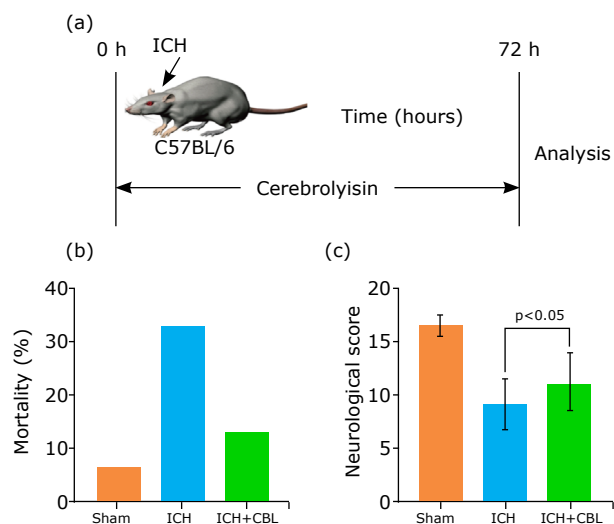 (a)
0 h
ICH
72 h
Time (hours)
C57BL/6
Analysis
Cerebrolyisin
(b)
Mortality (%)
40
30
20
10
0
Sham
ICH
ICH+CBL
(c)
Neurological score
20
15
10
5
0
p<0.05
Sham
ICH
ICH+CBL